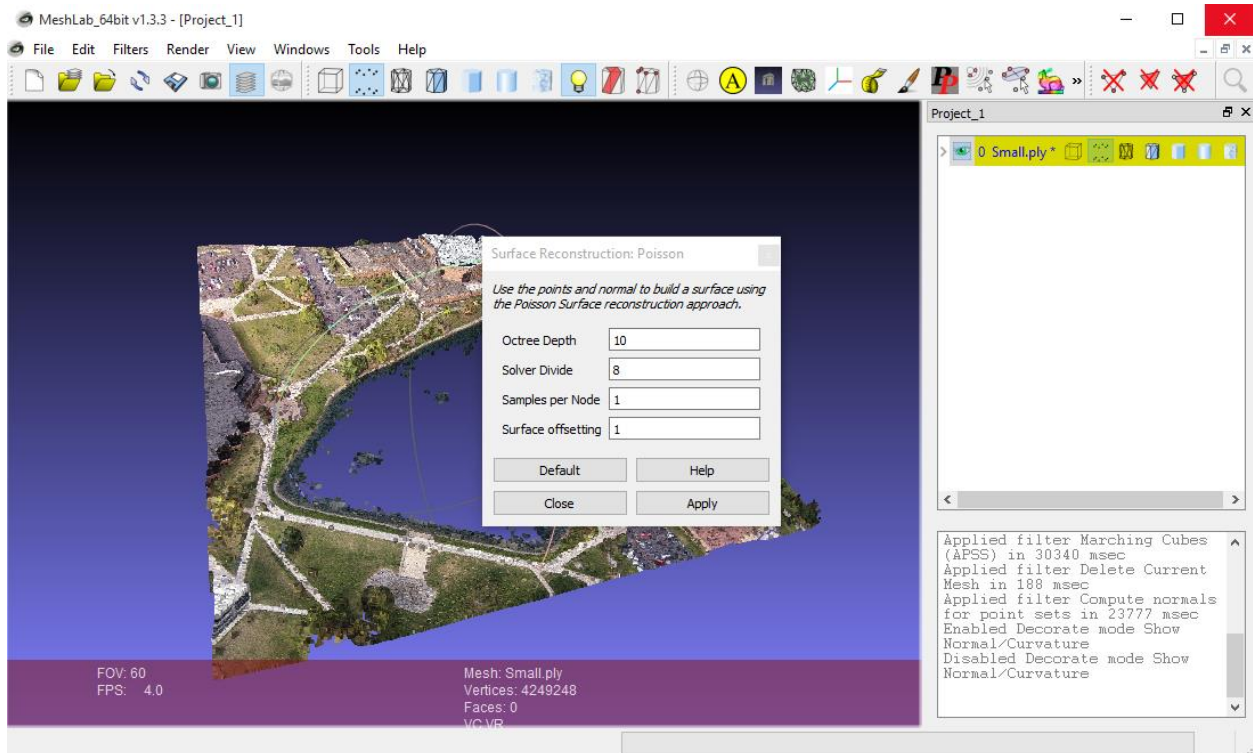 MeshLab_64bit v1.3.3 - [Project_1]
File Edit Filters Render View Windows Tools Help
A
Pp
»
Project_1
0 Small.ply *
Surface Reconstruction: Poisson
Use the points and normal to build a surface using
the Poisson Surface reconstruction approach.
Octree Depth 10
Solver Divide 8
Samples per Node 1
Surface offsetting 1
Default Help
Close Apply
Applied filter Marching Cubes
(APSS) in 30340 msec
Applied filter Delete Current
Mesh in 188 msec
Applied filter Compute normals
for point sets in 23777 msec
Enabled Decorate mode Show
Normal/Curvature
Disabled Decorate mode Show
Normal/Curvature
FOV: 60
FPS: 4.0
Mesh: Small.ply
Vertices: 4249248
Faces: 0
VC VR